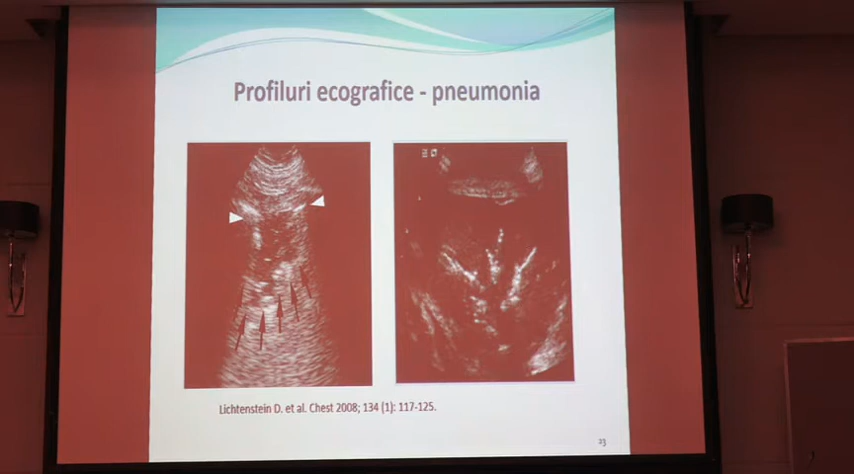 Profiluri ecografice - pneumonia
Lichtenstein D. et al. Chest 2008; 134 (1): 117-125.
23